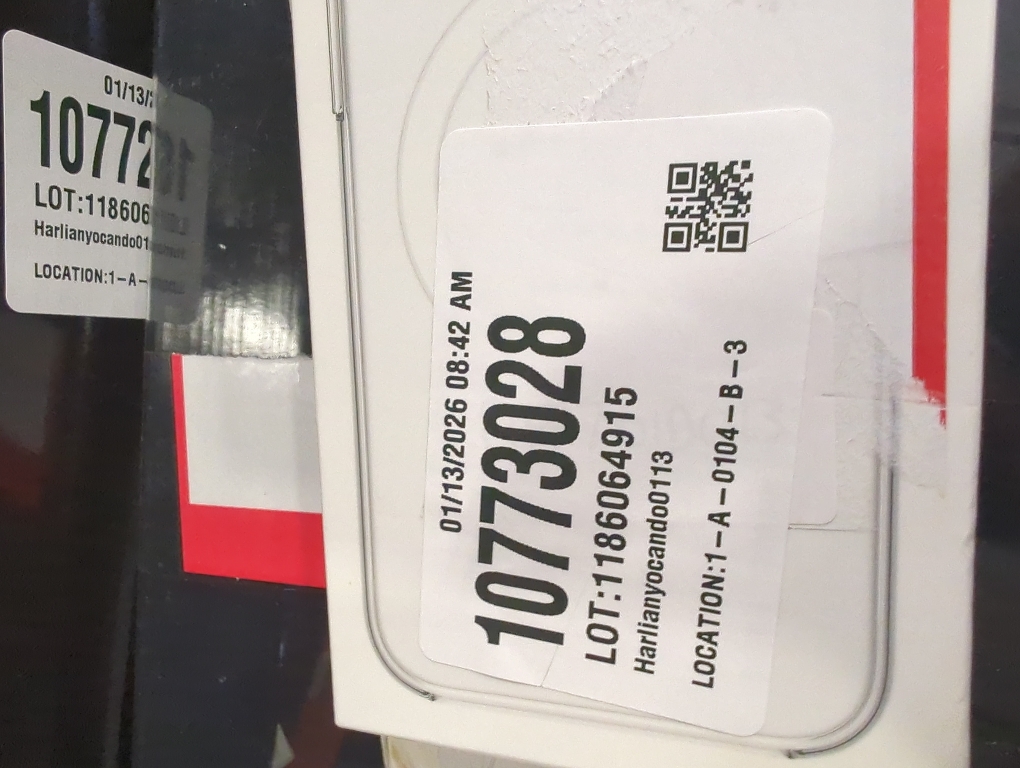 01/13/
10772
LOT:118606
Harlianyocando01
LOCATION:1-A-
01/13/2026 08:42 AM
10773028
LOT:1186064915
Harlianyocando0113
LOCATION:1-A-0104-B-3